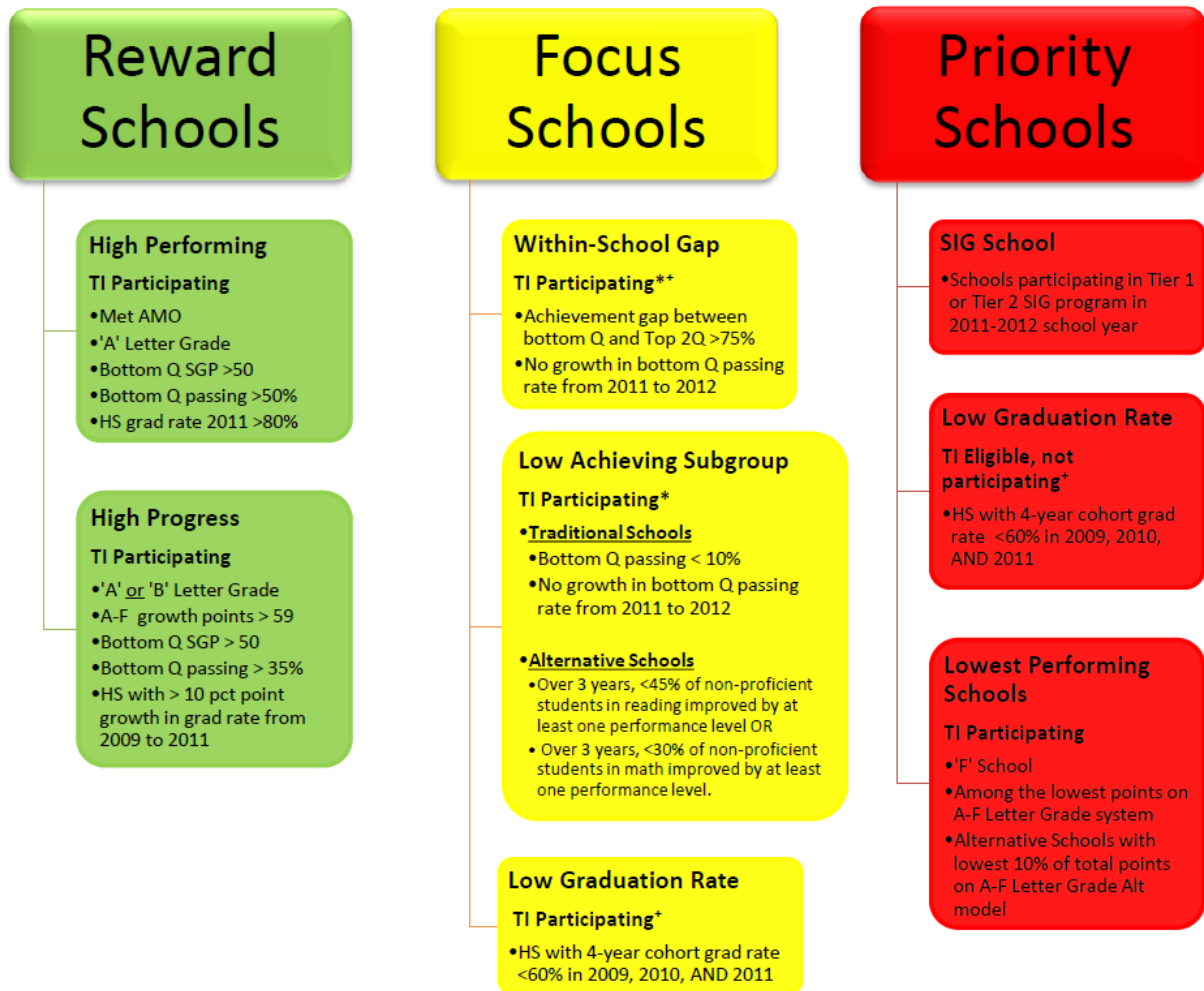 Reward
Schools
High Performing
TI Participating
•Met AMO
•'A' Letter Grade
•Bottom Q SGP >50
•Bottom Q passing >50%
•HS grad rate 2011 >80%
High Progress
TI Participating
•'A' or 'B' Letter Grade
•A-F growth points > 59
•Bottom Q SGP > 50
•Bottom Q passing > 35%
•HS with > 10 pct point
growth in grad rate from
2009 to 2011
Focus
Schools
Within-School Gap
TI Participating*⁺
•Achievement gap between
bottom Q and Top 2Q >75%
•No growth in bottom Q passing
rate from 2011 to 2012
Low Achieving Subgroup
TI Participating*
•Traditional Schools
•Bottom Q passing < 10%
•No growth in bottom Q passing
rate from 2011 to 2012
•Alternative Schools
•Over 3 years, <45% of non-proficient
students in reading improved by at
least one performance level OR
• Over 3 years, <30% of non-proficient
students in math improved by at least
one performance level.
Low Graduation Rate
TI Participating⁺
•HS with 4-year cohort grad rate
<60% in 2009, 2010, AND 2011
Priority
Schools
SIG School
•Schools participating in Tier 1
or Tier 2 SIG program in
2011-2012 school year
Low Graduation Rate
TI Eligible, not
participating⁺
•HS with 4-year cohort grad
rate <60% in 2009, 2010,
AND 2011
Lowest Performing
Schools
TI Participating
•'F' School
•Among the lowest points on
A-F Letter Grade system
•Alternative Schools with
lowest 10% of total points
on A-F Letter Grade Alt
model